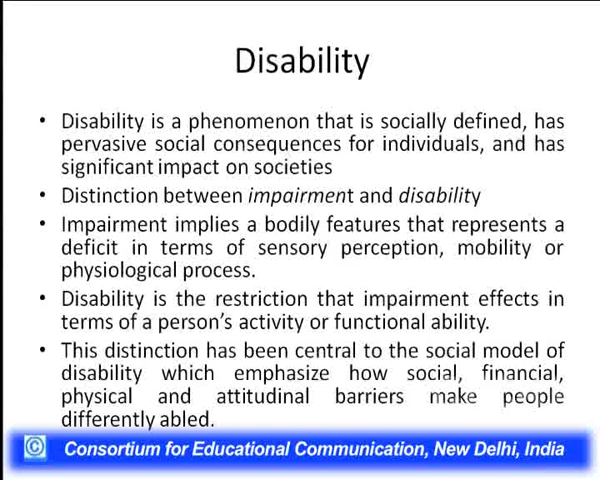 Disability
• Disability is a phenomenon that is socially defined, has
pervasive social consequences for individuals, and has
significant impact on societies
• Distinction between impairment and disability
• Impairment implies a bodily features that represents a
deficit in terms of sensory perception, mobility or
physiological process.
• Disability is the restriction that impairment effects in
terms of a person's activity or functional ability.
• This distinction has been central to the social model of
disability which emphasize how social, financial,
physical and attitudinal barriers make people
differently abled.
© Consortium for Educational Communication, New Delhi, India